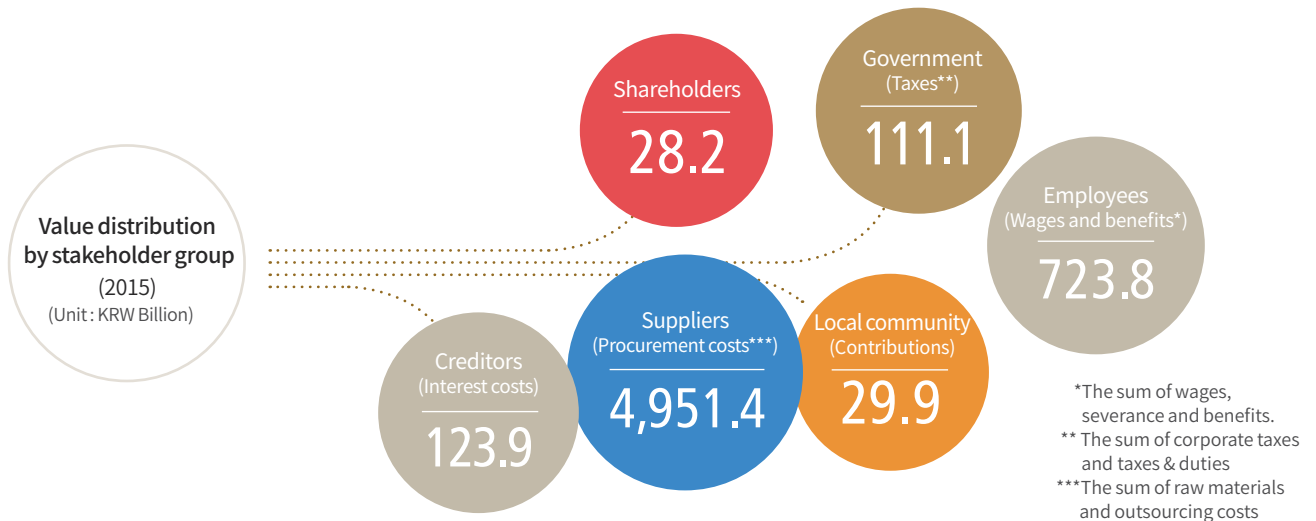 Value distribution
by stakeholder group
(2015)
(Unit : KRW Billion)
Shareholders
28.2
Government
(Taxes**)
111.1
Employees
(Wages and benefits*)
723.8
Creditors
(Interest costs)
123.9
Suppliers
(Procurement costs***)
4,951.4
Local community
(Contributions)
29.9
*The sum of wages,
severance and benefits.
** The sum of corporate taxes
and taxes & duties
***The sum of raw materials
and outsourcing costs